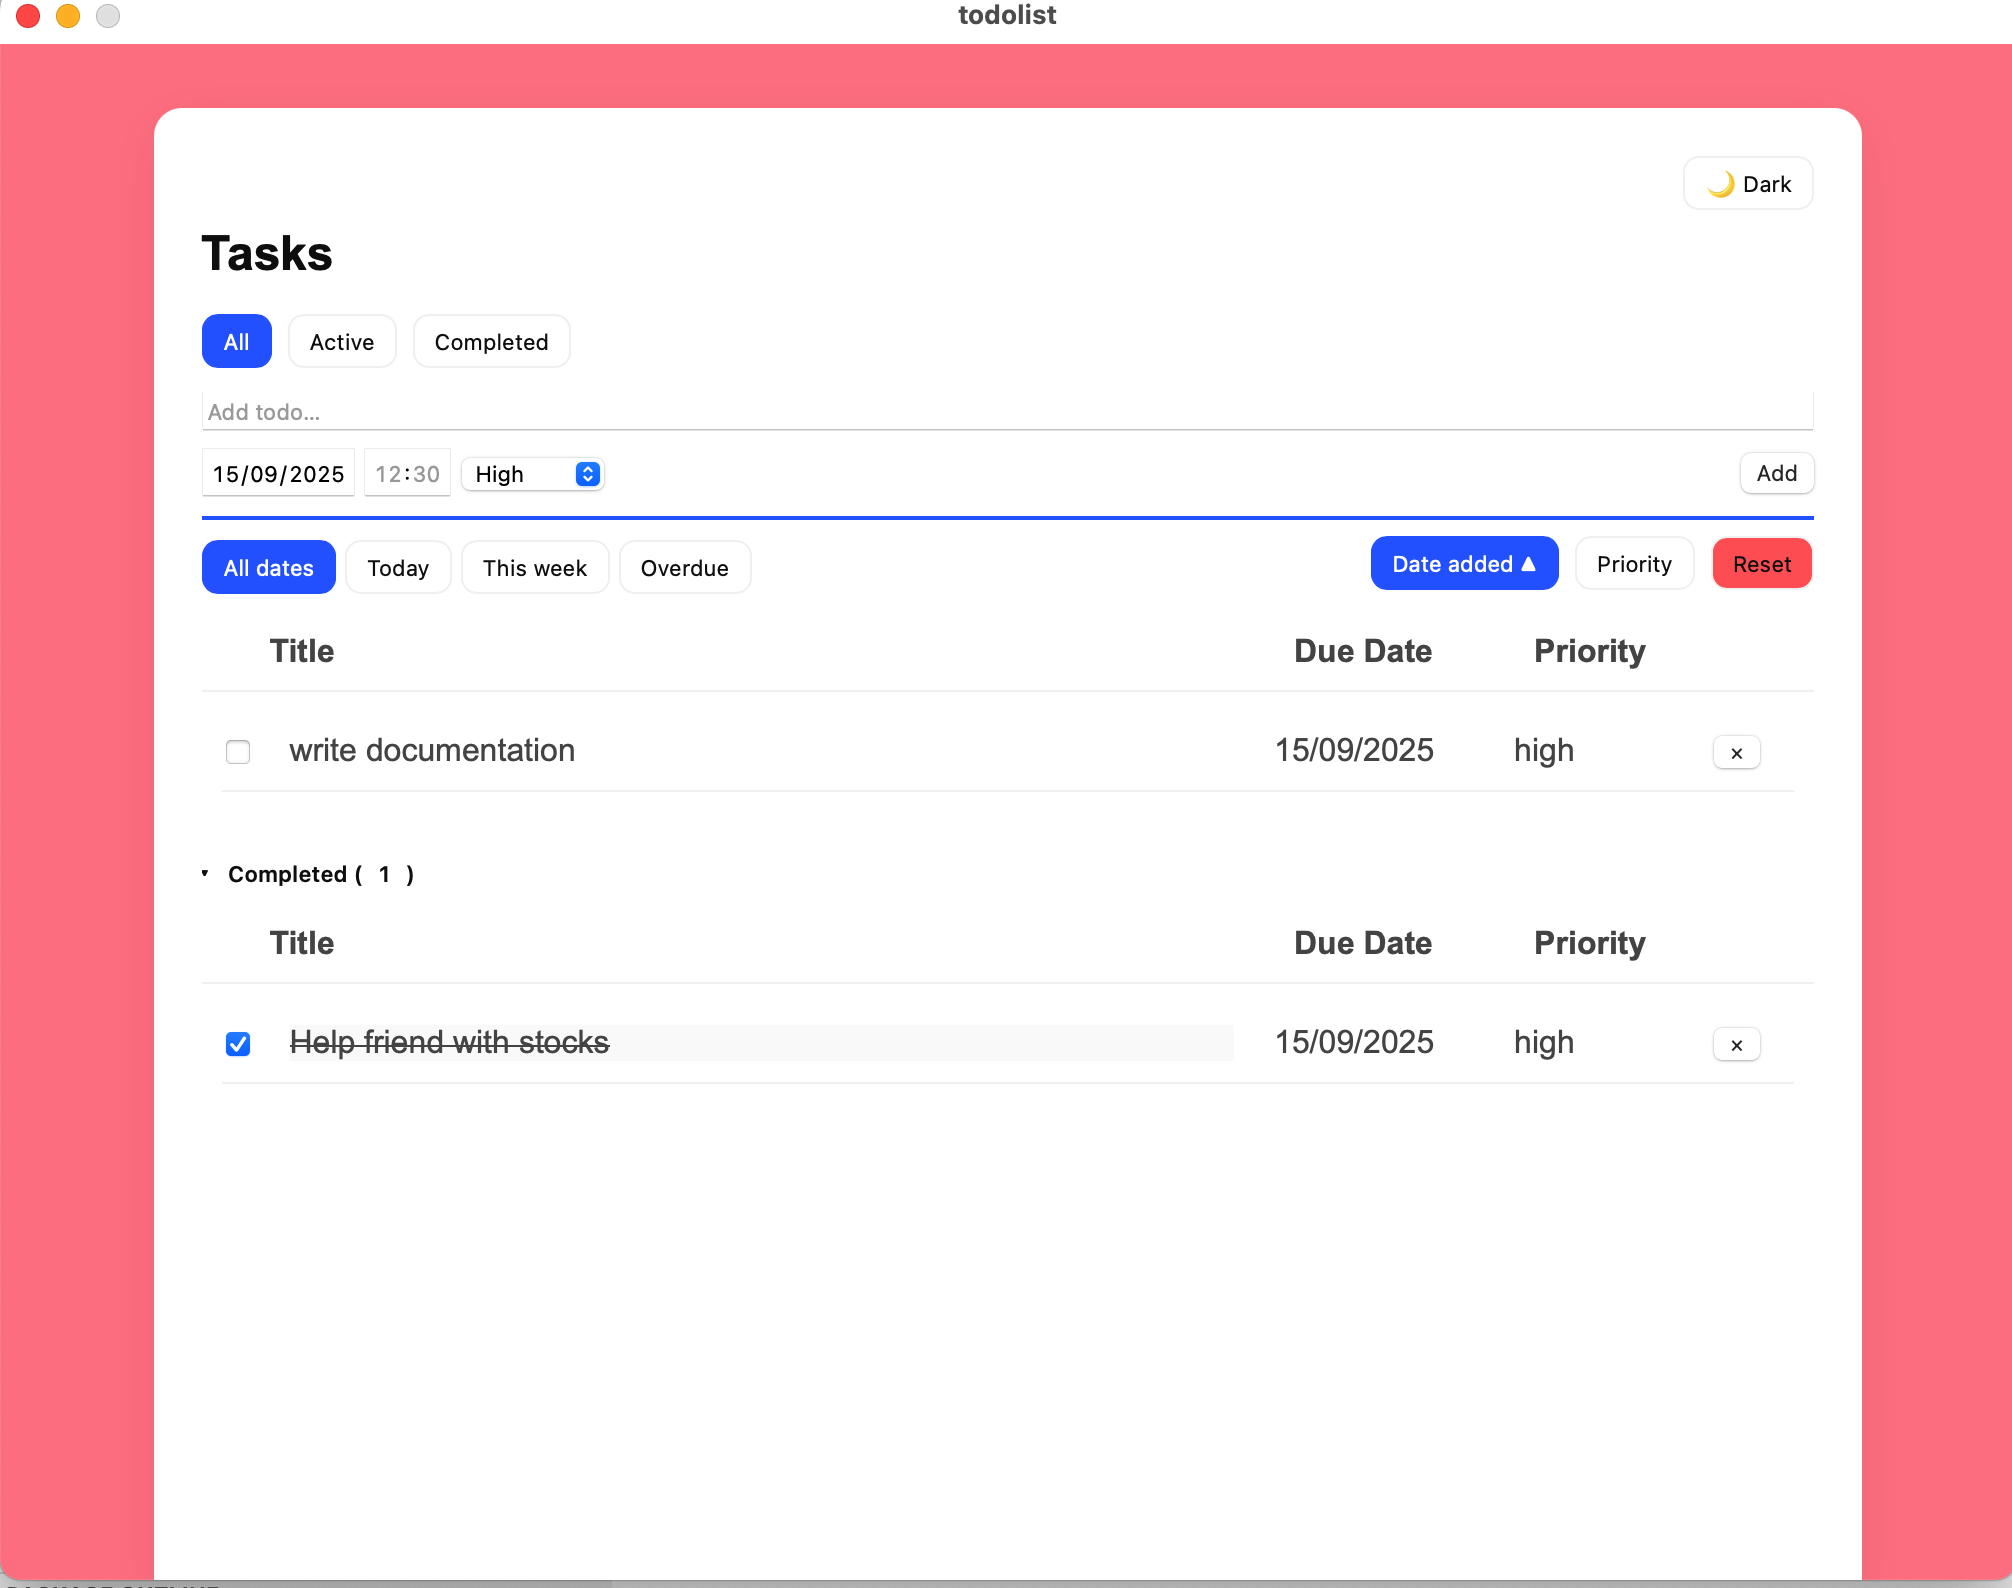 todolist
🌙 Dark
Tasks
All Active Completed
Add todo...
15/09/2025 12:30 High Add
All dates Today This week Overdue Date added ▲ Priority Reset
Title Due Date Priority
write documentation 15/09/2025 high ×
▾ Completed ( 1 )
Title Due Date Priority
Help friend with stocks 15/09/2025 high ×